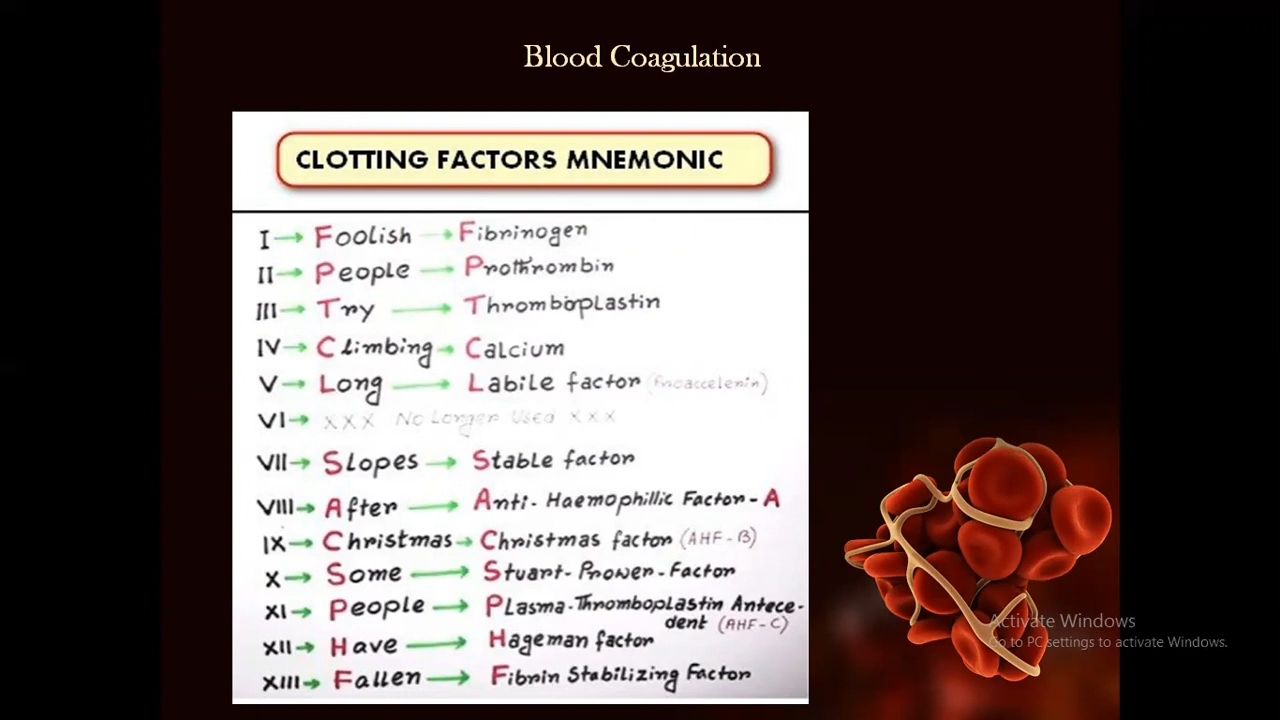 Blood Coagulation
CLOTTING FACTORS MNEMONIC
I → Foolish → Fibrinogen
II → People → Prothrombin
III → Try → Thromboplastin
IV → Climbing → Calcium
V → Long → Labile factor (Proaccelerin)
VI → XXX No Longer Used XXX
VII → Slopes → Stable factor
VIII → After → Anti-Haemophillic Factor-A
IX → Christmas → Christmas factor (AHF-B)
X → Some → Stuart-Prower-Factor
XI → People → Plasma-Thromboplastin Antece-
dent (AHF-C)
XII → Have → Hageman factor
XIII → Fallen → Fibrin Stabilizing Factor
Activate Windows
Go to PC settings to activate Windows.